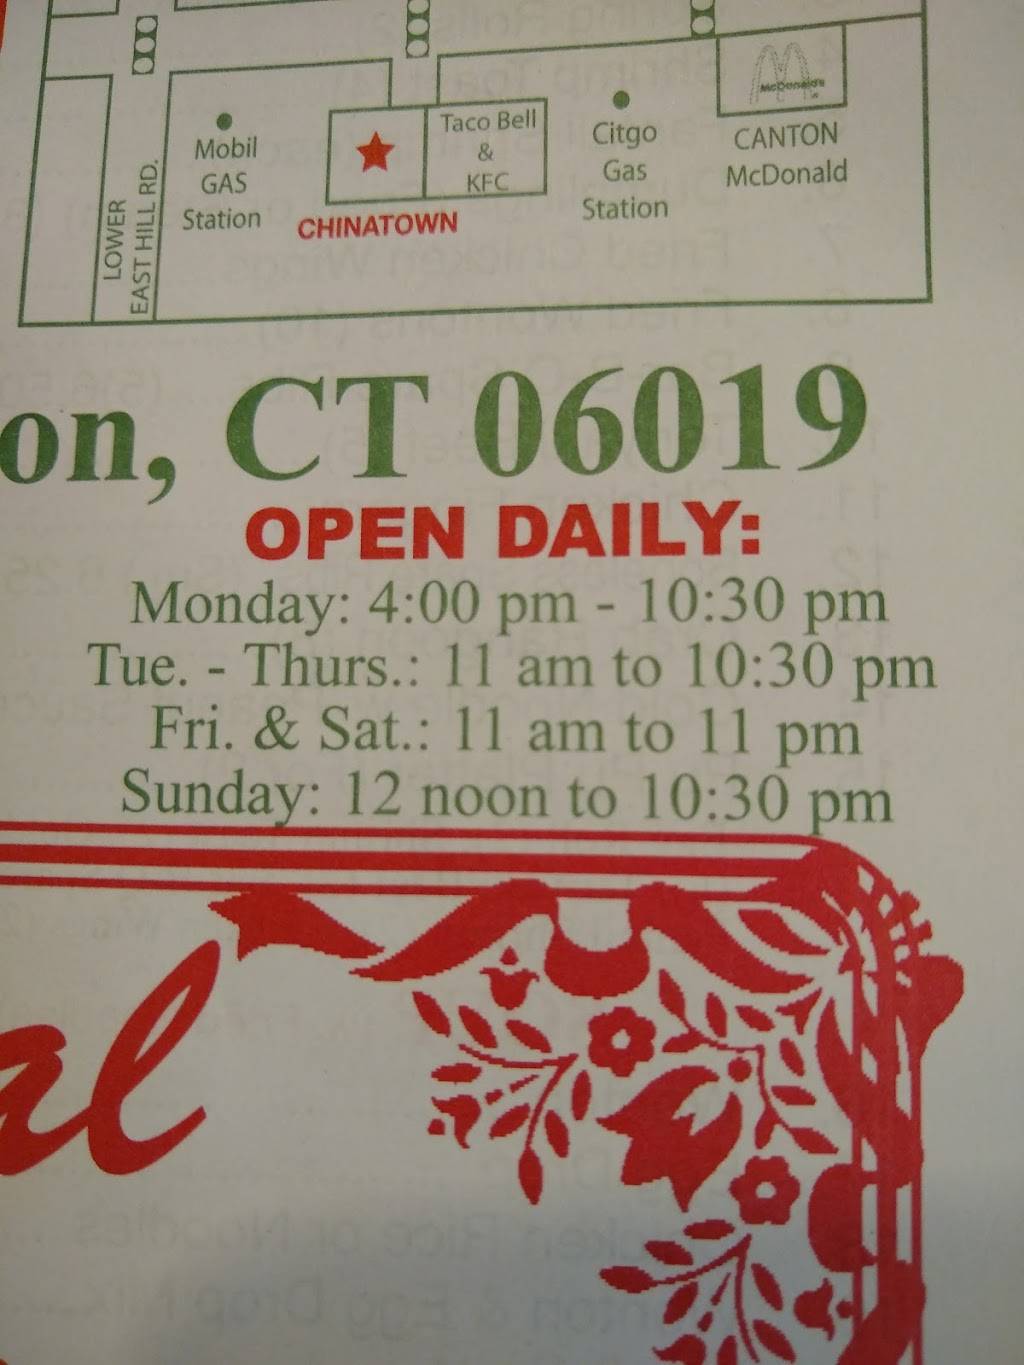 McDonald's
Mobil
GAS
Station
Taco Bell
&
KFC
Citgo
Gas
Station
CANTON
McDonald
LOWER
EAST HILL RD.
CHINATOWN
on, CT 06019
OPEN DAILY:
Monday: 4:00 pm - 10:30 pm
Tue. - Thurs.: 11 am to 10:30 pm
Fri. & Sat.: 11 am to 11 pm
Sunday: 12 noon to 10:30 pm
al